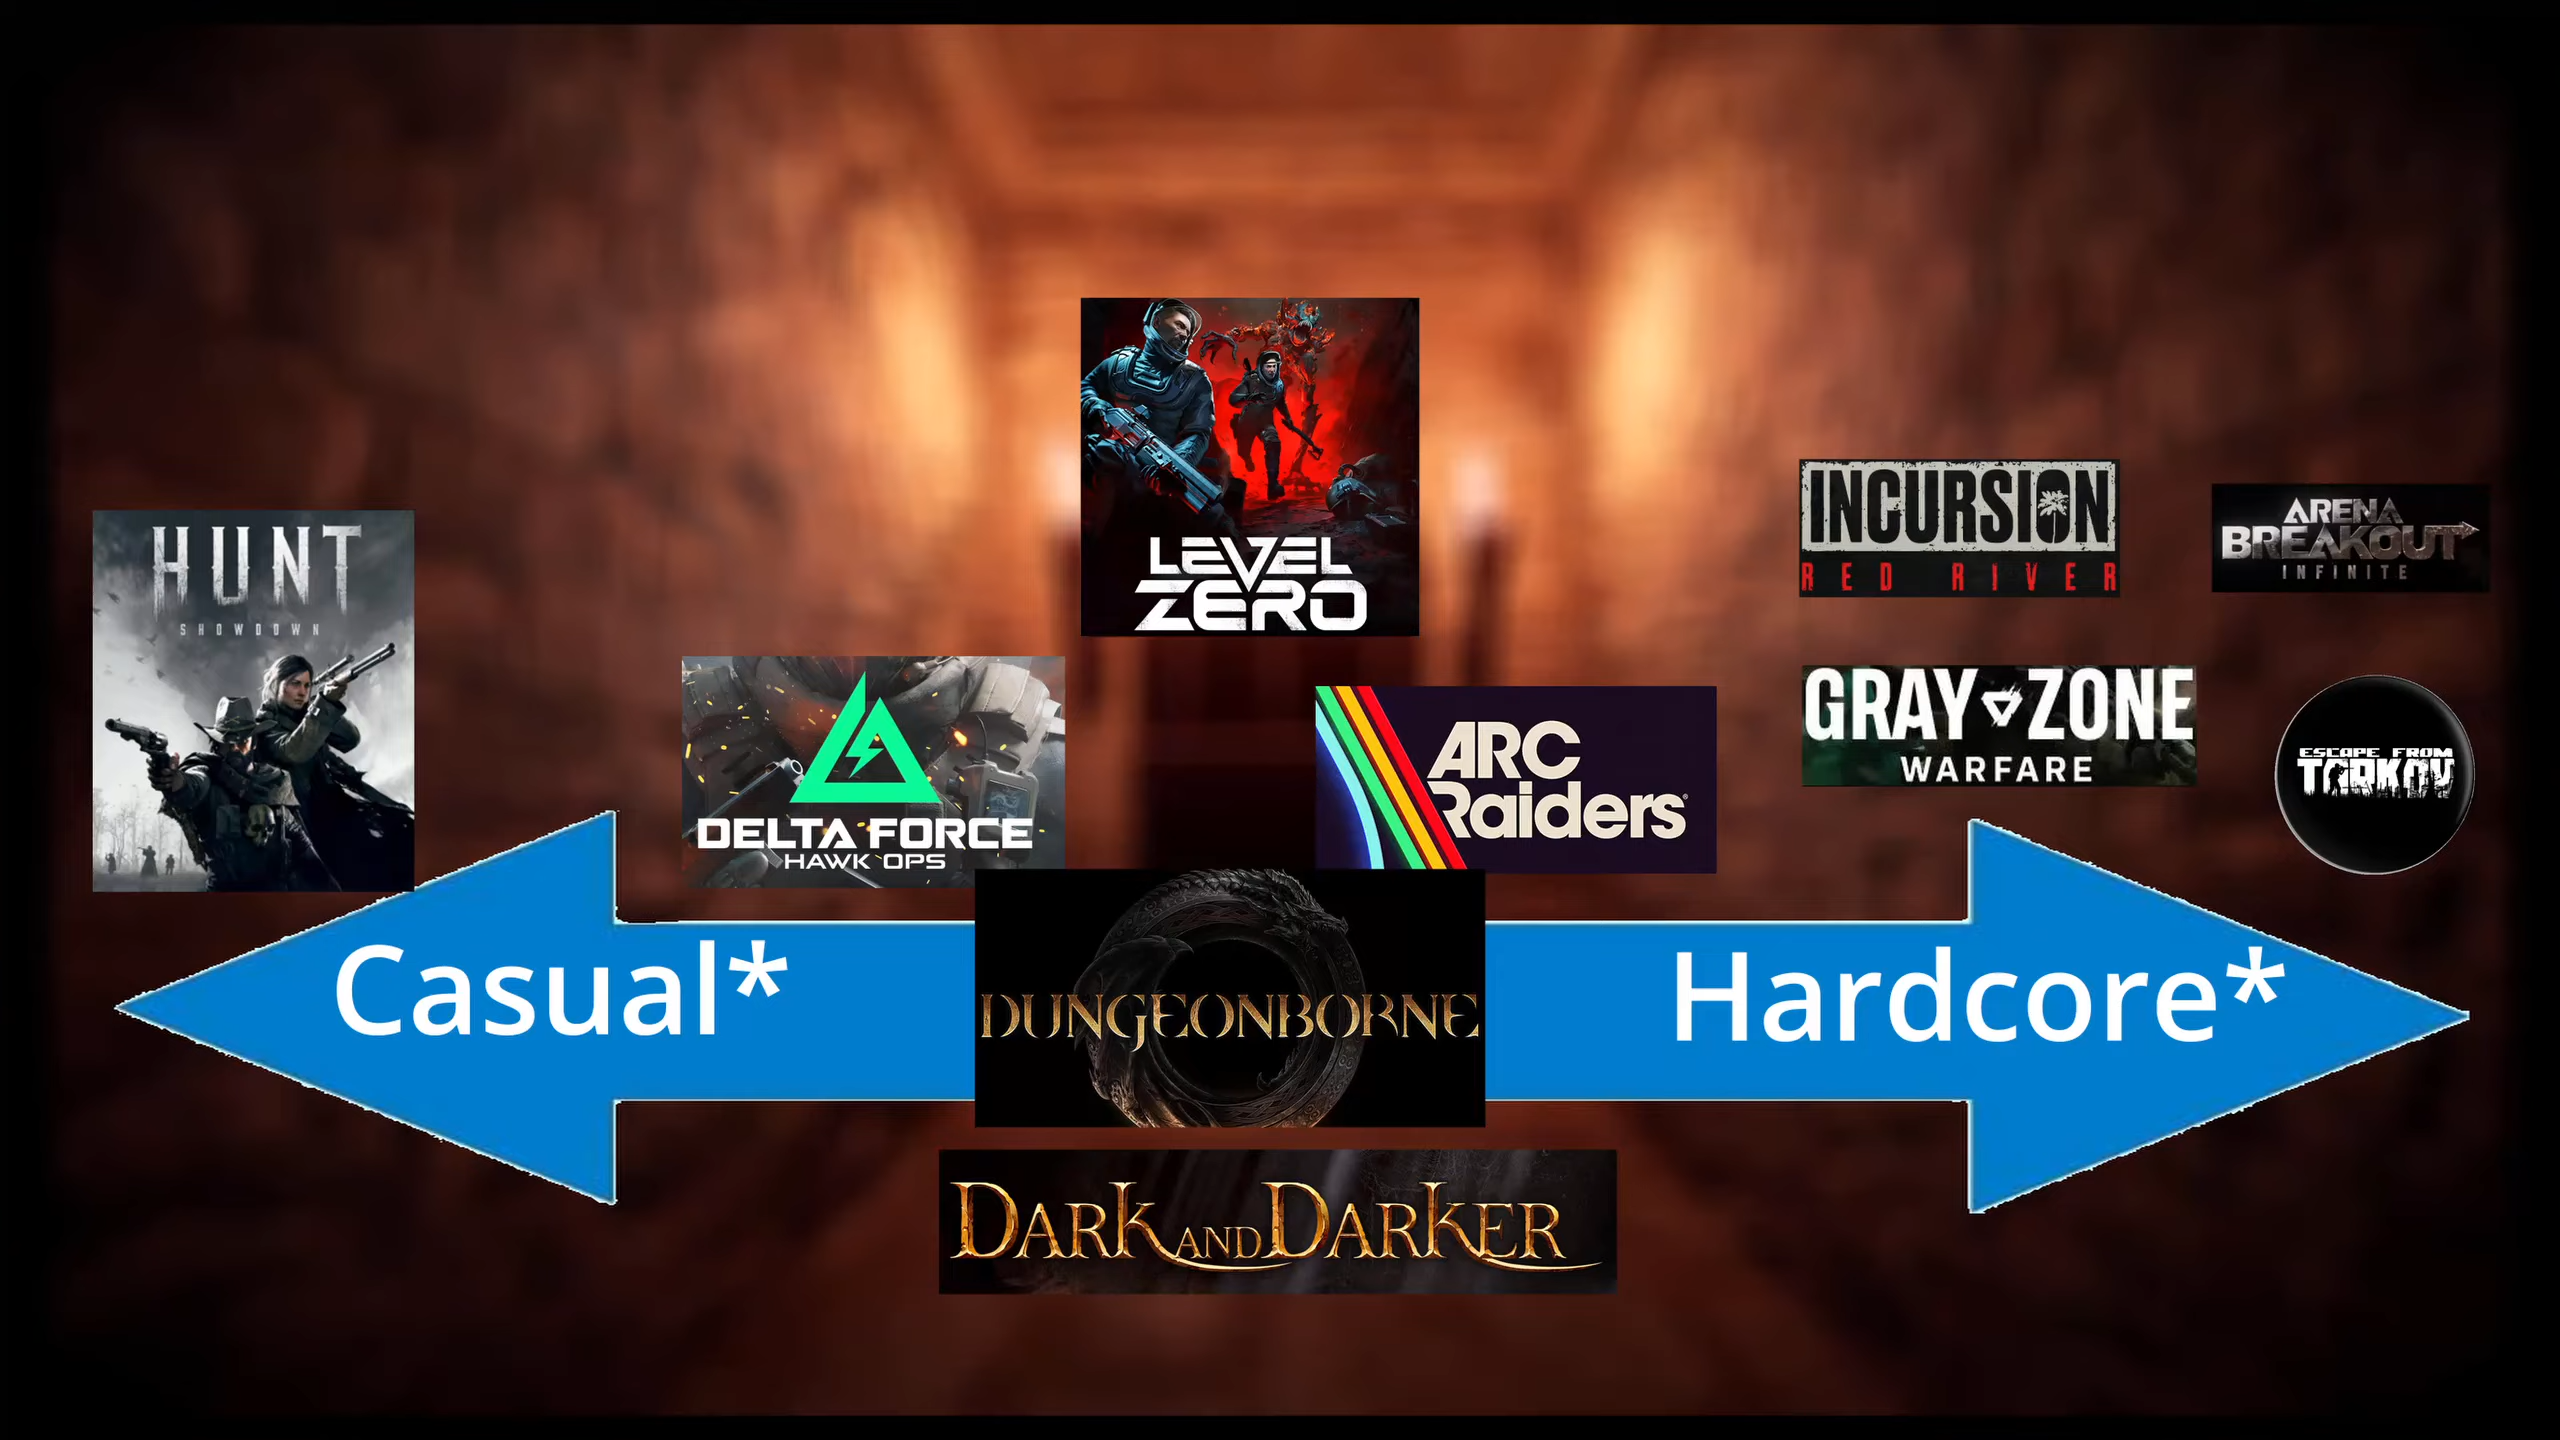 LEVEL
ZERO
HUNT
SHOWDOWN
INCURSION
RED RIVER
ARENA
BREAKOUT
INFINITE
DELTA FORCE
HAWK OPS
ARC
Raiders
GRAY ZONE
WARFARE
ESCAPE FROM
TARKOV
Casual*
DUNGEONBORNE
Hardcore*
DARK AND DARKER